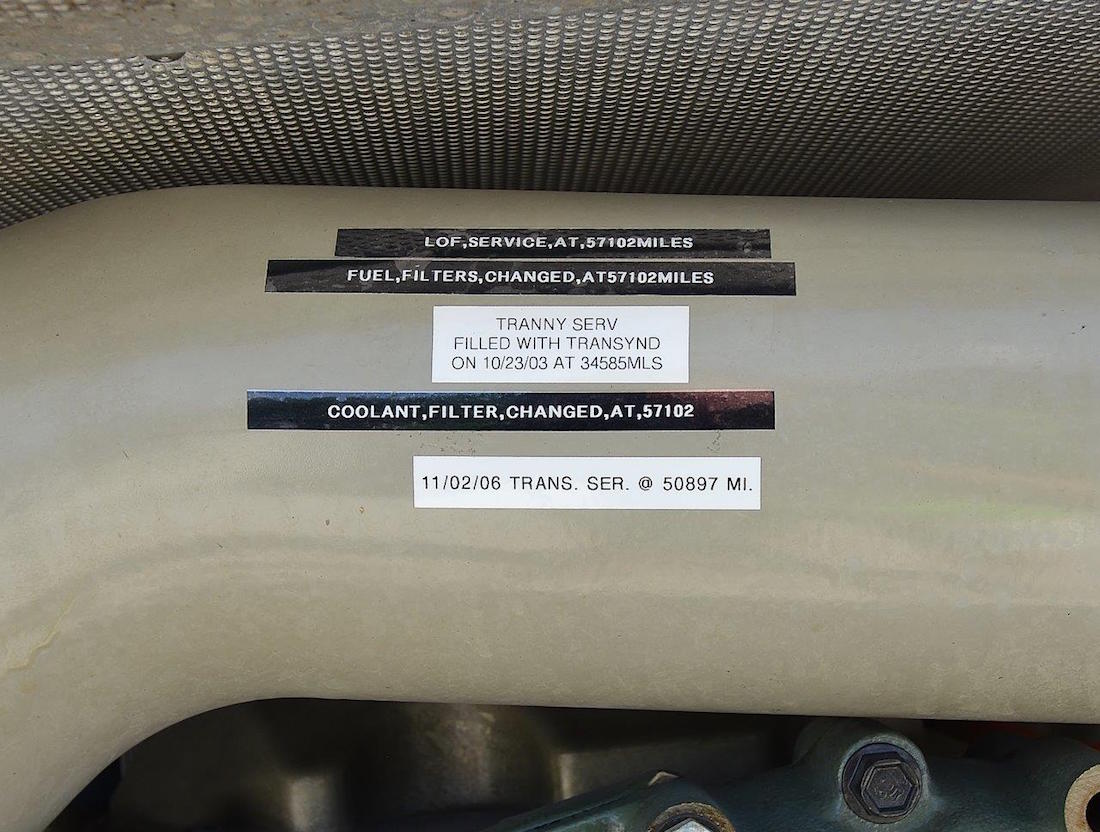 LOF,SERVICE,AT,57102MILES
FUEL,FILTERS,CHANGED,AT57102MILES
TRANNY SERV
FILLED WITH TRANSYND
ON 10/23/03 AT 34585MLS
COOLANT,FILTER,CHANGED,AT,57102
11/02/06 TRANS. SER. @ 50897 MI.